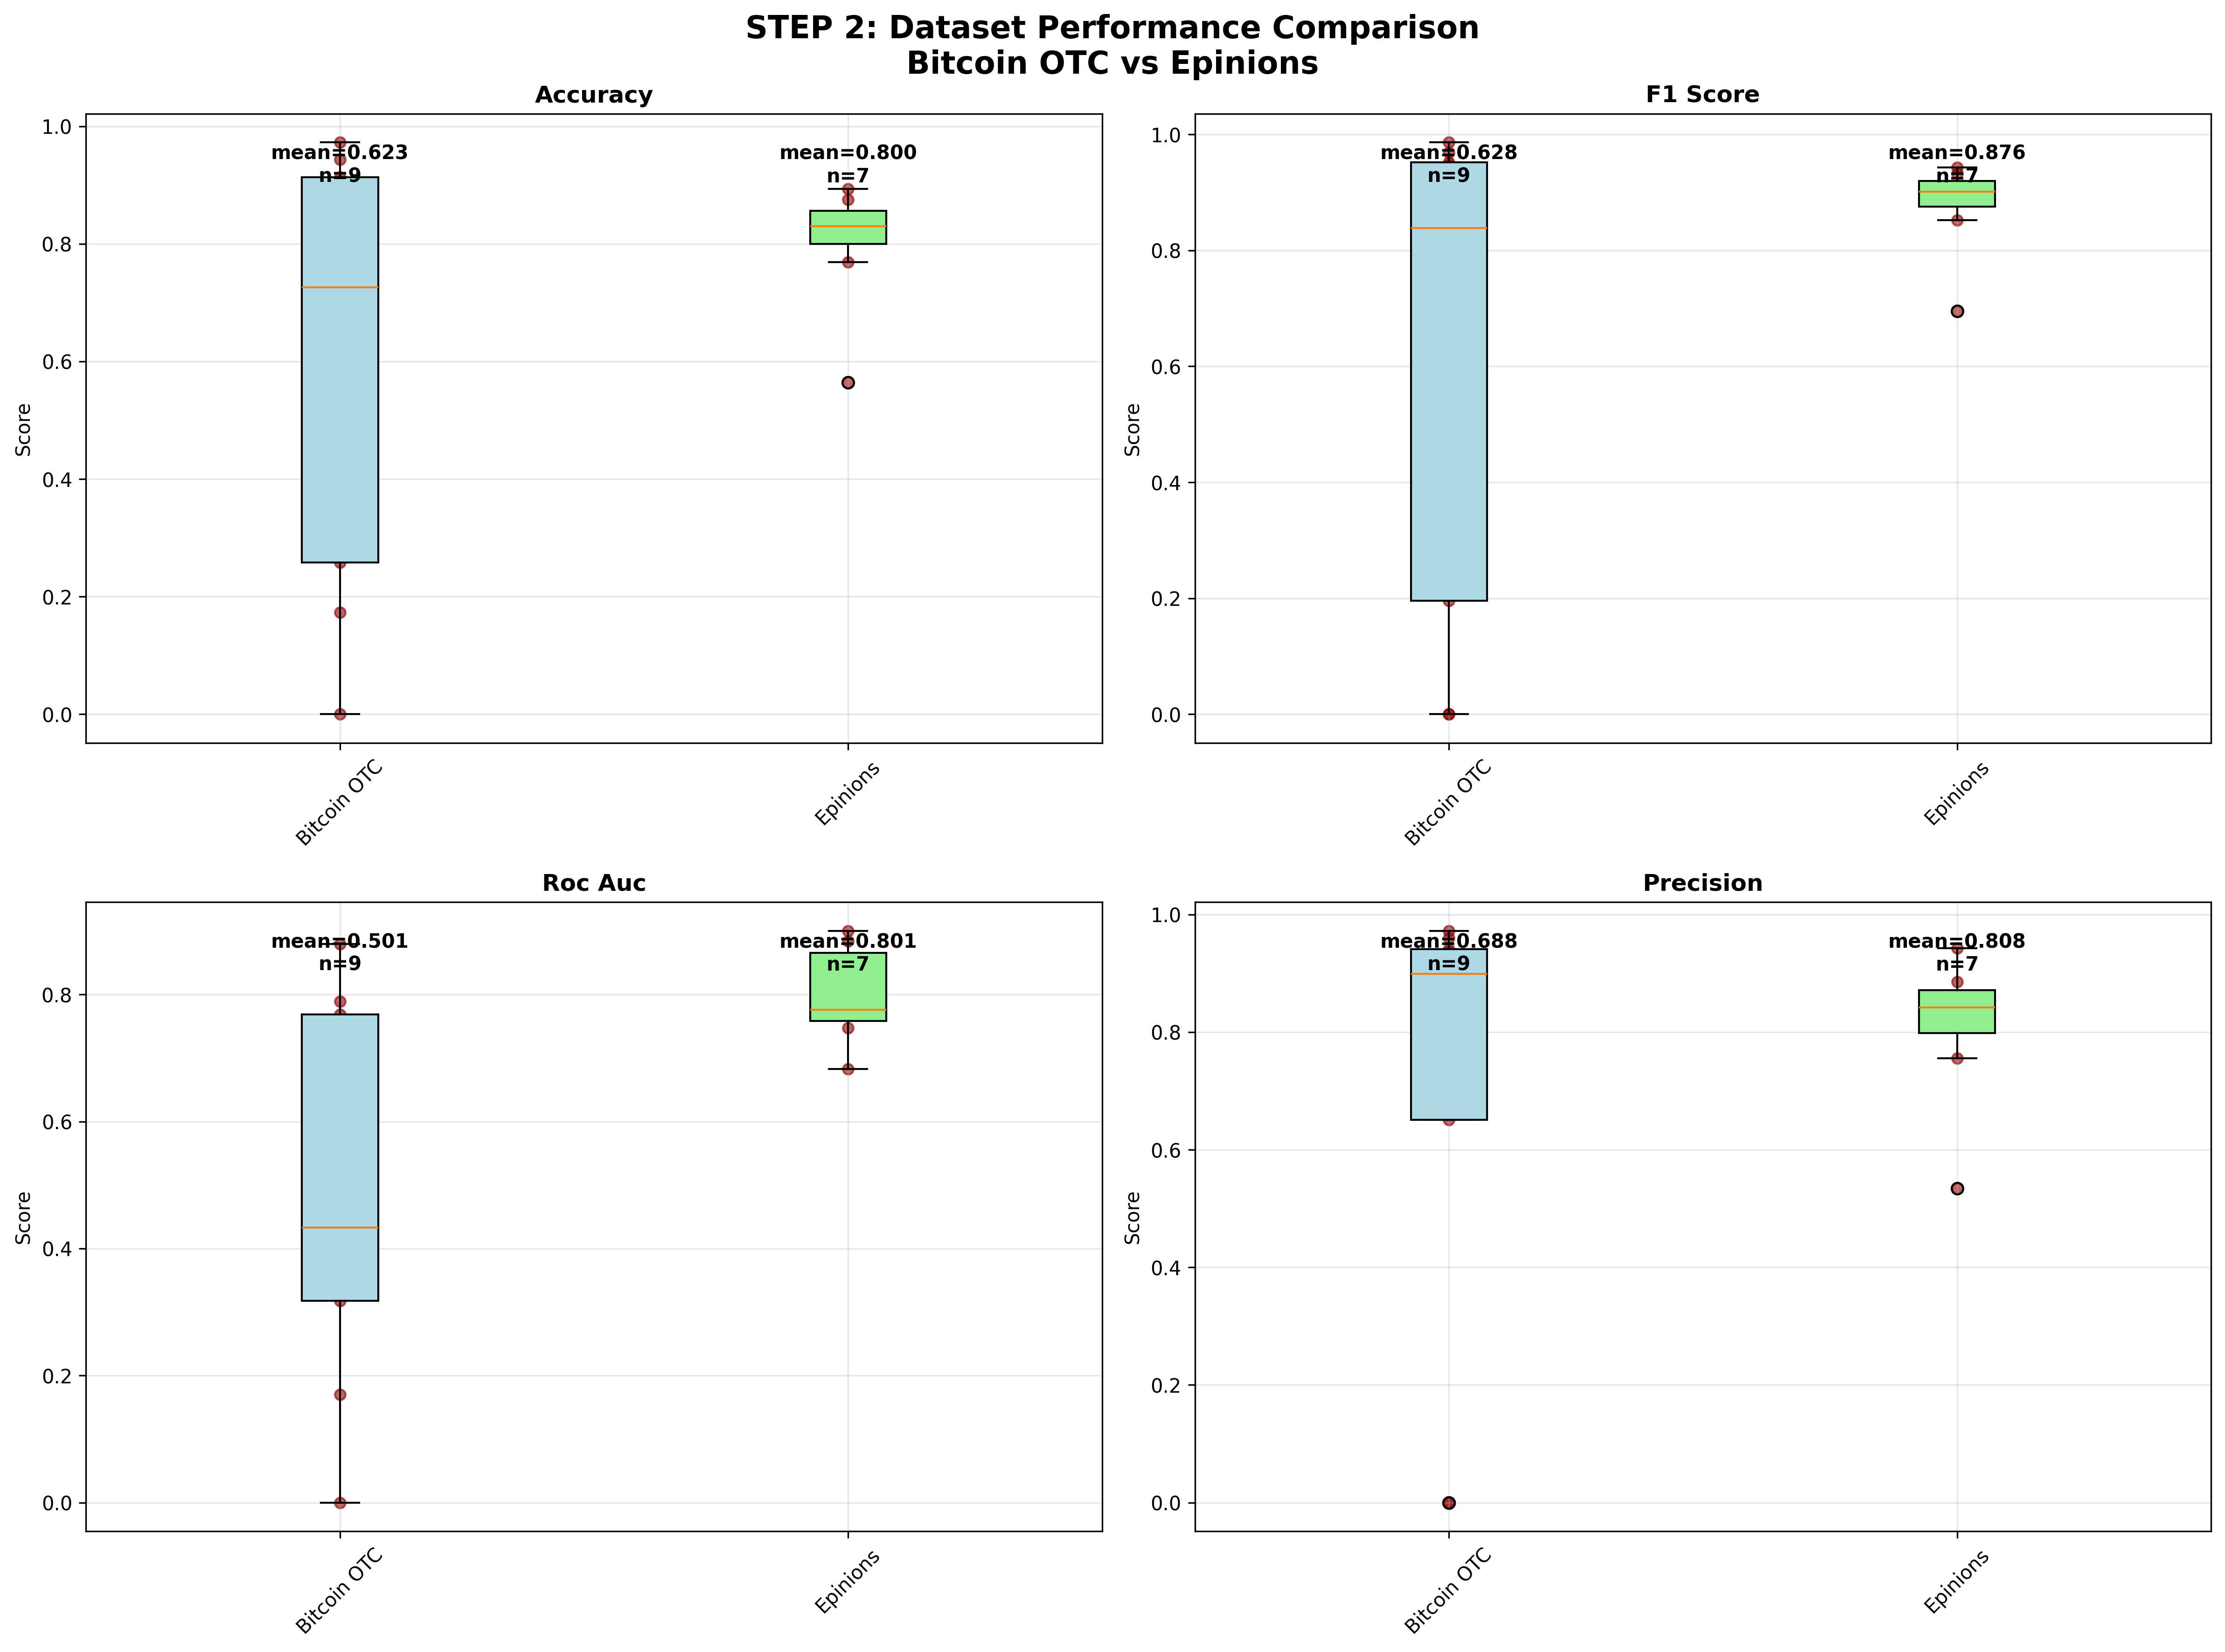 STEP 2: Dataset Performance Comparison
Bitcoin OTC vs Epinions
Accuracy
1.0
0.8
0.6
0.4
0.2
0.0
Score
mean=0.623
n=9
mean=0.800
n=7
Bitcoin OTC
Epinions
F1 Score
1.0
0.8
0.6
0.4
0.2
0.0
Score
mean=0.628
n=9
mean=0.876
n=7
Bitcoin OTC
Epinions
Roc Auc
0.8
0.6
0.4
0.2
0.0
Score
mean=0.501
n=9
mean=0.801
n=7
Bitcoin OTC
Epinions
Precision
1.0
0.8
0.6
0.4
0.2
0.0
Score
mean=0.688
n=9
mean=0.808
n=7
Bitcoin OTC
Epinions